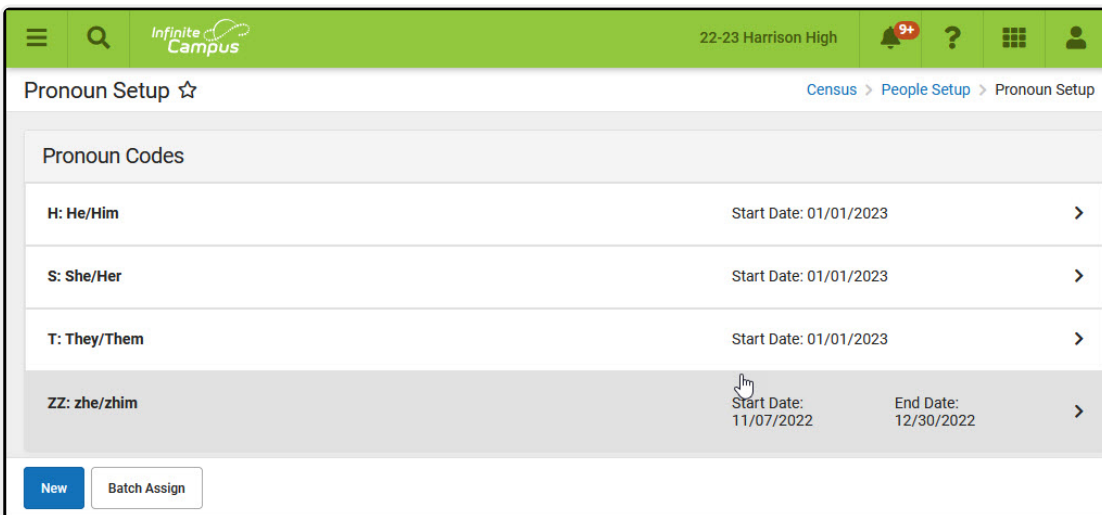 Infinite Campus
22-23 Harrison High
9+
?
Pronoun Setup
Census > People Setup > Pronoun Setup
Pronoun Codes
H: He/Him Start Date: 01/01/2023
S: She/Her Start Date: 01/01/2023
T: They/Them Start Date: 01/01/2023
ZZ: zhe/zhim Start Date: End Date:
11/07/2022 12/30/2022
New Batch Assign